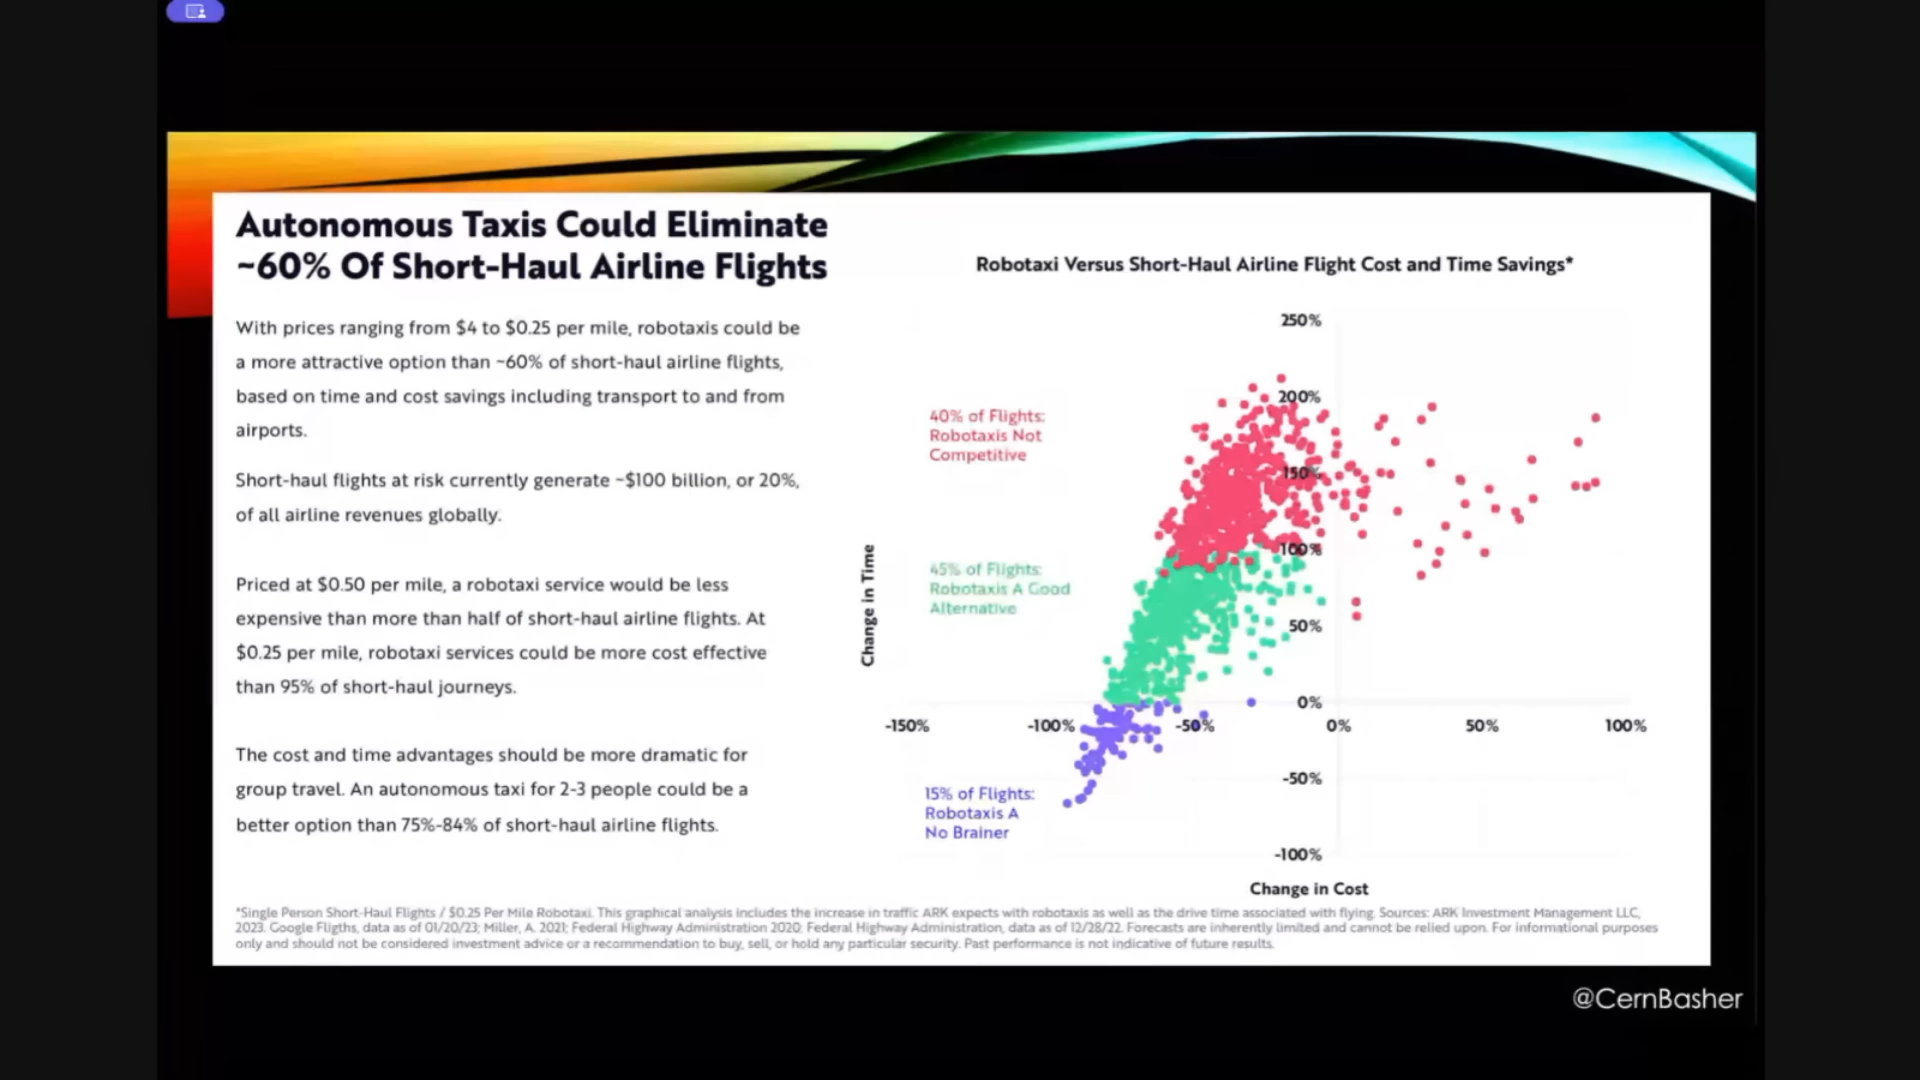 Autonomous Taxis Could Eliminate
~60% Of Short-Haul Airline Flights
With prices ranging from $4 to $0.25 per mile, robotaxis could be
a more attractive option than ~60% of short-haul airline flights,
based on time and cost savings including transport to and from
airports.
Short-haul flights at risk currently generate ~$100 billion, or 20%,
of all airline revenues globally.
Priced at $0.50 per mile, a robotaxi service would be less
expensive than more than half of short-haul airline flights. At
$0.25 per mile, robotaxi services could be more cost effective
than 95% of short-haul journeys.
The cost and time advantages should be more dramatic for
group travel. An autonomous taxi for 2-3 people could be a
better option than 75%-84% of short-haul airline flights.
Robotaxi Versus Short-Haul Airline Flight Cost and Time Savings*
250%
200%
150%
100%
50%
0%
-50%
-100%
40% of Flights:
Robotaxis Not
Competitive
45% of Flights:
Robotaxis A Good
Alternative
15% of Flights:
Robotaxis A
No Brainer
Change in Time
-150% -100% -50% 0% 50% 100%
Change in Cost
*Single Person Short-Haul Flights / $0.25 Per Mile Robotaxi. This graphical analysis includes the increase in traffic ARK expects with robotaxis as well as the drive time associated with flying. Sources: ARK Investment Management LLC,
2023. Google Fligths, data as of 01/20/23; Miller, A. 2021; Federal Highway Administration 2020; Federal Highway Administration, data as of 12/28/22. Forecasts are inherently limited and cannot be relied upon. For informational purposes
only and should not be considered investment advice or a recommendation to buy, sell, or hold any particular security. Past performance is not indicative of future results.
@CernBasher